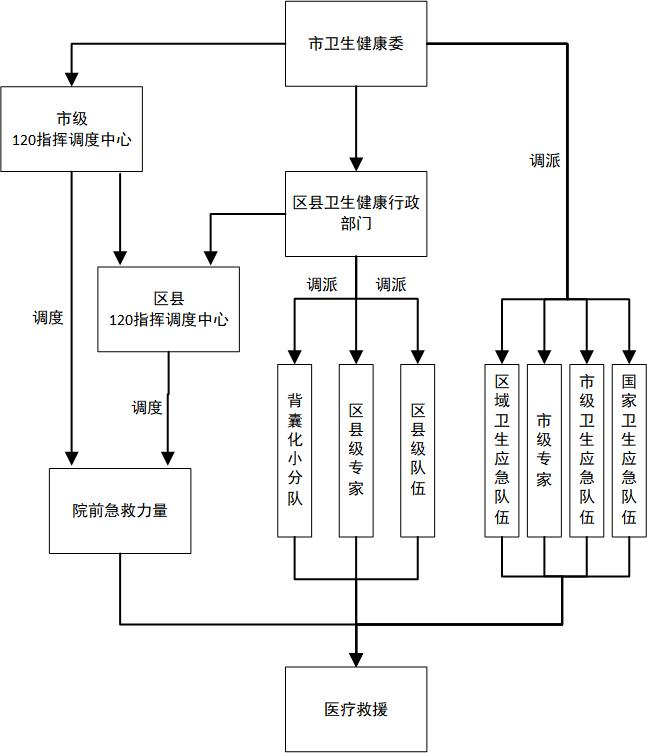 市卫生健康委
市级
120指挥调度中心
调派
区县卫生健康行政
部门
区县
120指挥调度中心
调派
调派
调度
调度
背囊化小分队
区县级专家
区县级队伍
区域卫生应急队伍
市级专家
市级卫生应急队伍
国家卫生应急队伍
院前急救力量
医疗救援